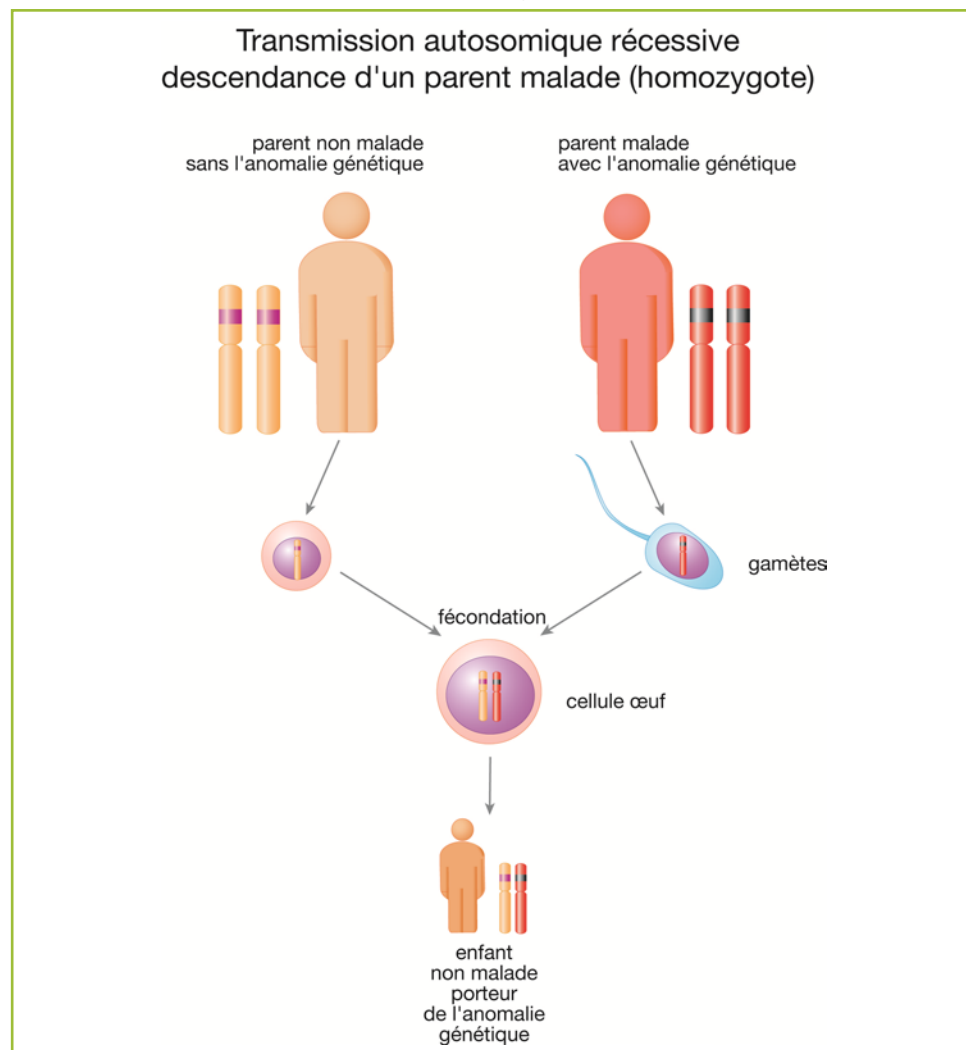 Transmission autosomique récessive
descendance d'un parent malade (homozygote)
parent non malade
sans l'anomalie génétique
parent malade
avec l'anomalie génétique
gamètes
fécondation
cellule œuf
enfant
non malade
porteur
de l'anomalie
génétique